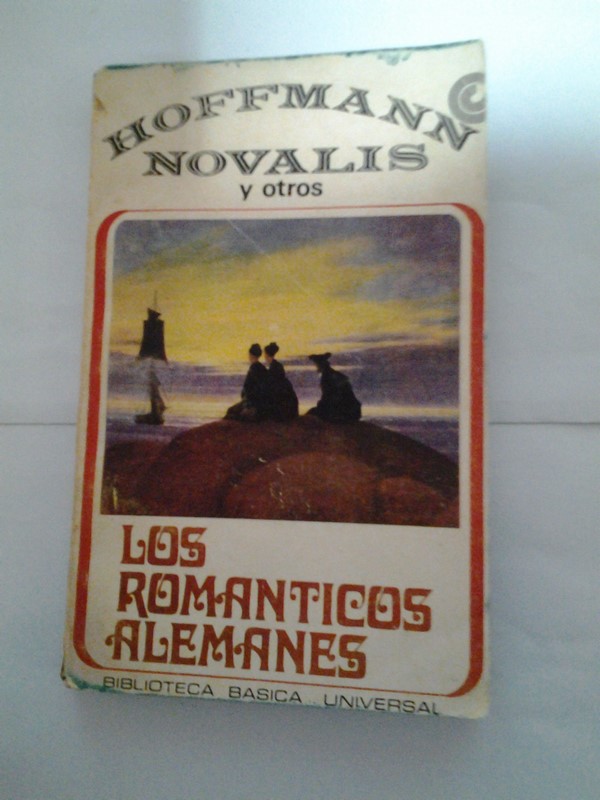 HOFFMANN
NOVALIS
y otros
LOS
ROMANTICOS
ALEMANES
BIBLIOTECA BASICA UNIVERSAL